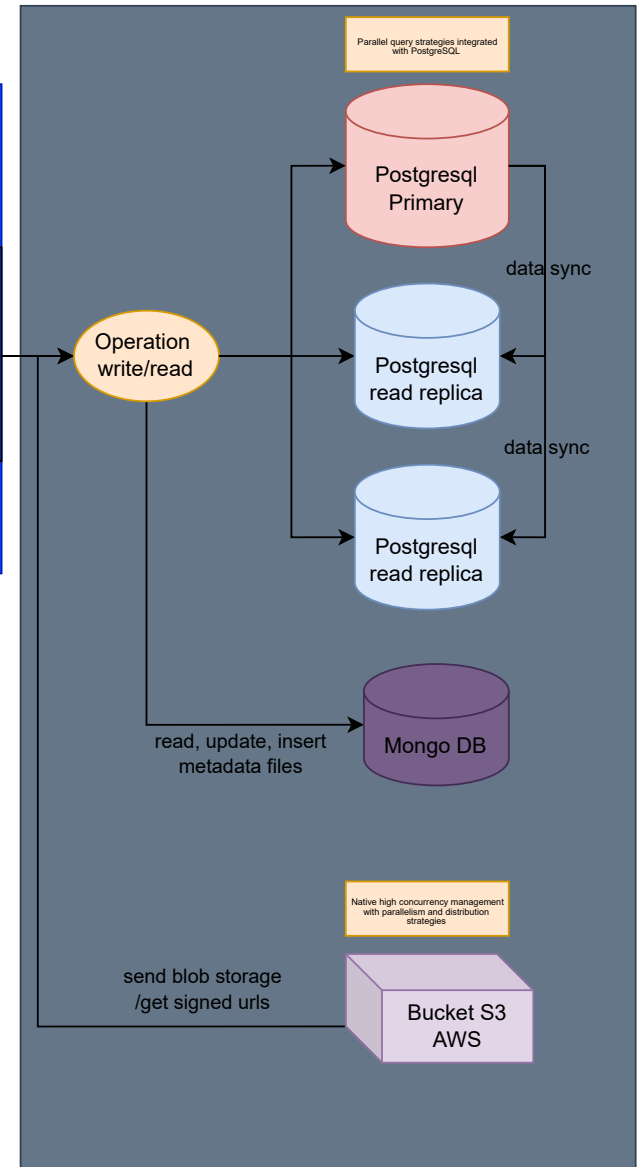 Parallel query strategies integrated
with PostgreSQL
Postgresql
Primary
data sync
Operation
write/read
Postgresql
read replica
data sync
Postgresql
read replica
read, update, insert
metadata files
Mongo DB
Native high concurrency management
with parallelism and distribution
strategies
send blob storage
/get signed urls
Bucket S3
AWS